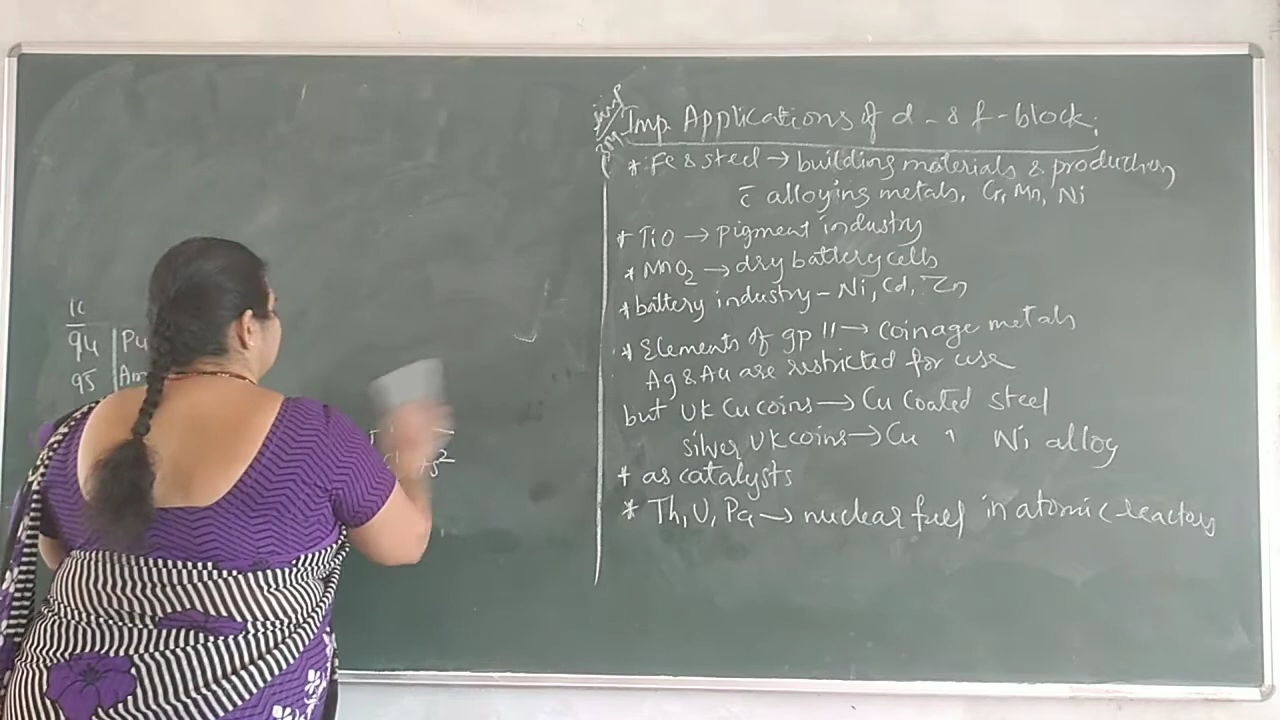 1c
94 Pu
95 Am
s²
Imp. Applications of d- & f-block:
* Fe & steel → building materials & production
c̄ alloying metals, Cr, Mn, Ni
* TiO → pigment industry
* MnO₂ → dry battery cells
* battery industry - Ni, Cd, Zn
* Elements of gp 11 → coinage metals
Ag & Au are restricted for use
but UK Cu coins → Cu coated steel
silver UK coins → Cu , Ni alloy
* as catalysts
* Th, U, Pa → nuclear fuel in atomic reactors